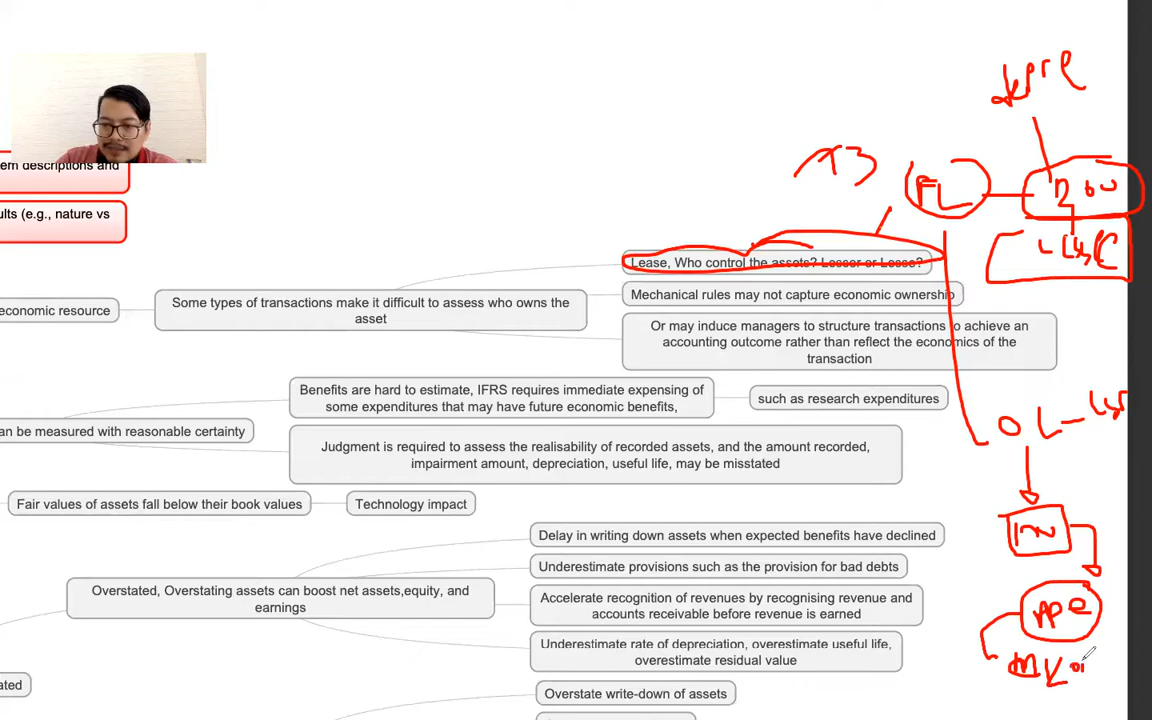 em descriptions and
ults (e.g., nature vs
FL
Lease, Who control the assets? Lessor or Lesse?
Mechanical rules may not capture economic ownership
economic resource
Some types of transactions make it difficult to assess who owns the
asset
Or may induce managers to structure transactions to achieve an
accounting outcome rather than reflect the economics of the
transaction
Benefits are hard to estimate, IFRS requires immediate expensing of
some expenditures that may have future economic benefits,
such as research expenditures
can be measured with reasonable certainty
Judgment is required to assess the realisability of recorded assets, and the amount recorded,
impairment amount, depreciation, useful life, may be misstated
OL
Fair values of assets fall below their book values
Technology impact
Delay in writing down assets when expected benefits have declined
Underestimate provisions such as the provision for bad debts
Overstated, Overstating assets can boost net assets,equity, and
earnings
Accelerate recognition of revenues by recognising revenue and
accounts receivable before revenue is earned
Underestimate rate of depreciation, overestimate useful life,
overestimate residual value
ated
Overstate write-down of assets